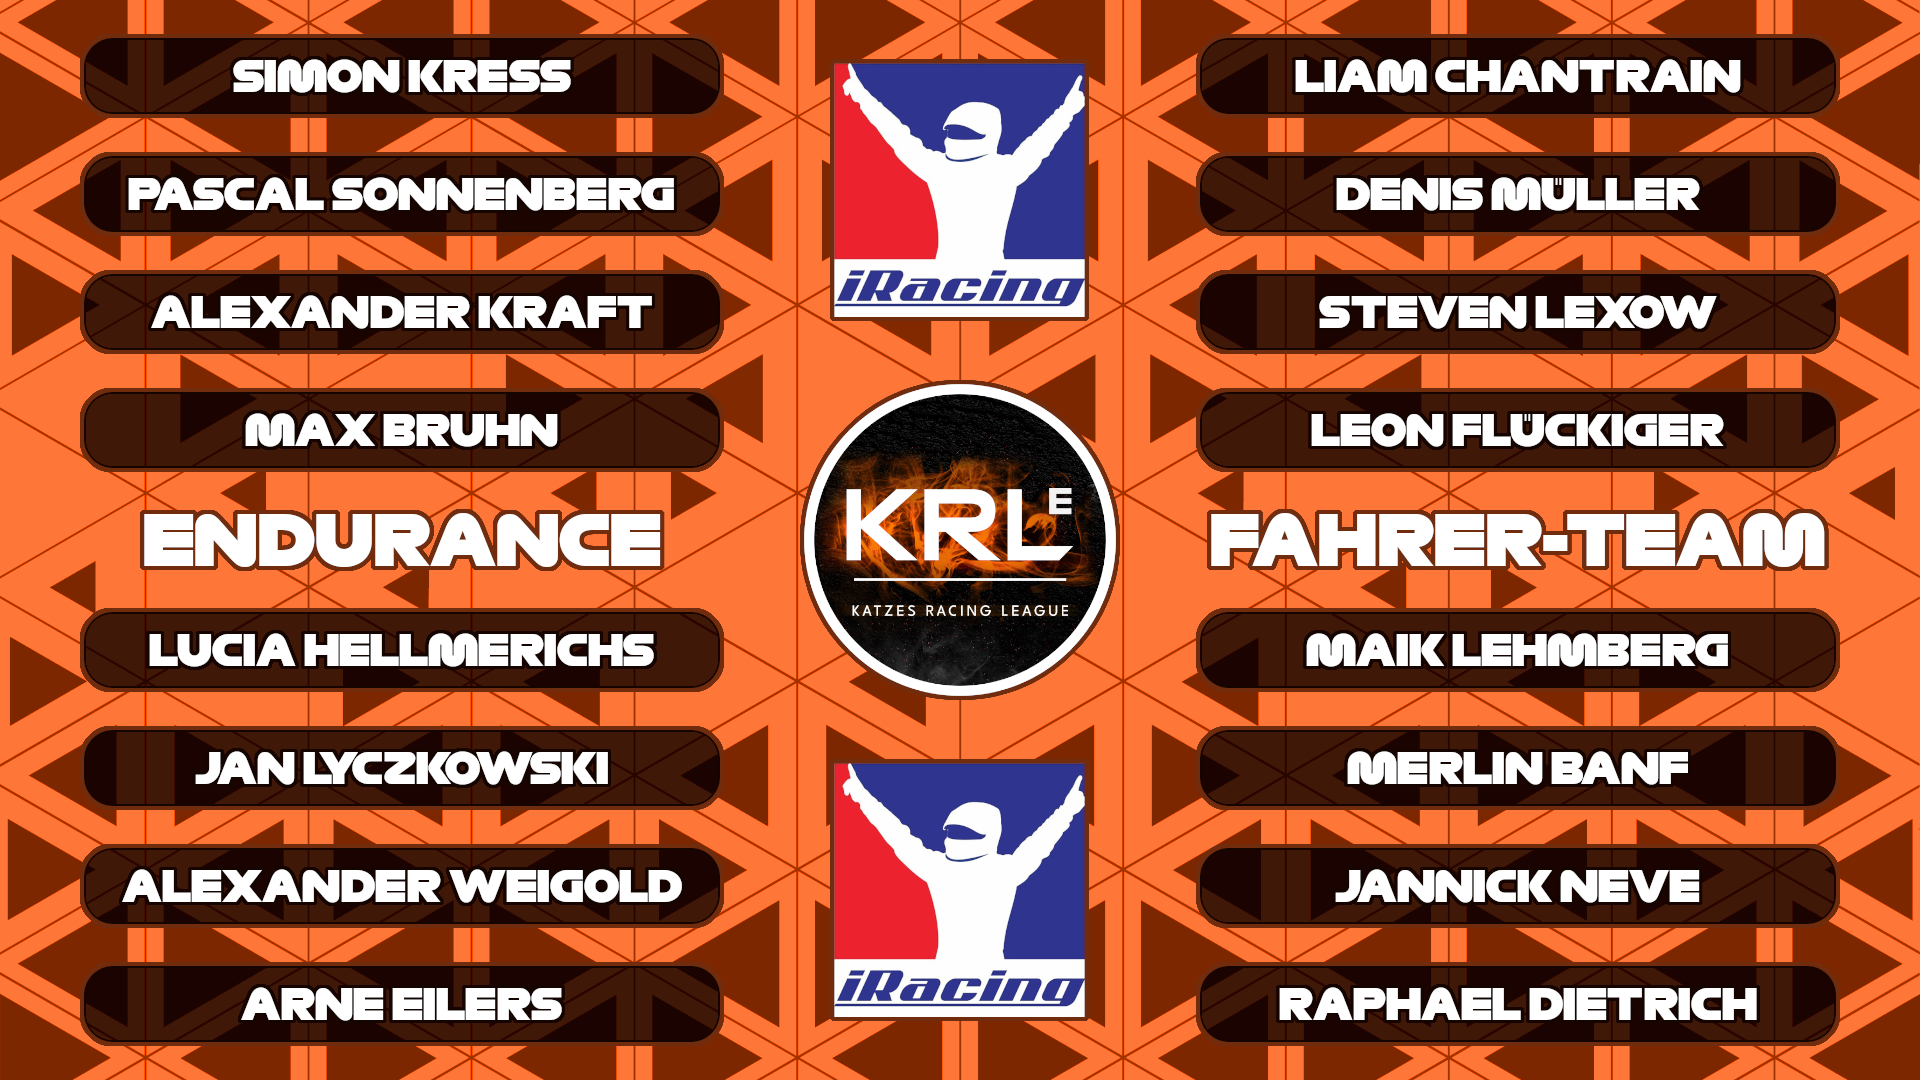 SIMON KRESS
PASCAL SONNENBERG
ALEXANDER KRAFT
MAX BRUHN
ENDURANCE
LUCIA HELLMERICHS
JAN LYCZKOWSKI
ALEXANDER WEIGOLD
ARNE EILERS
iRacing
KRL E
KATZES RACING LEAGUE
iRacing
LIAM CHANTRAIN
DENIS MÜLLER
STEVEN LEXOW
LEON FLÜCKIGER
FAHRER-TEAM
MAIK LEHMBERG
MERLIN BANF
JANNICK NEVE
RAPHAEL DIETRICH